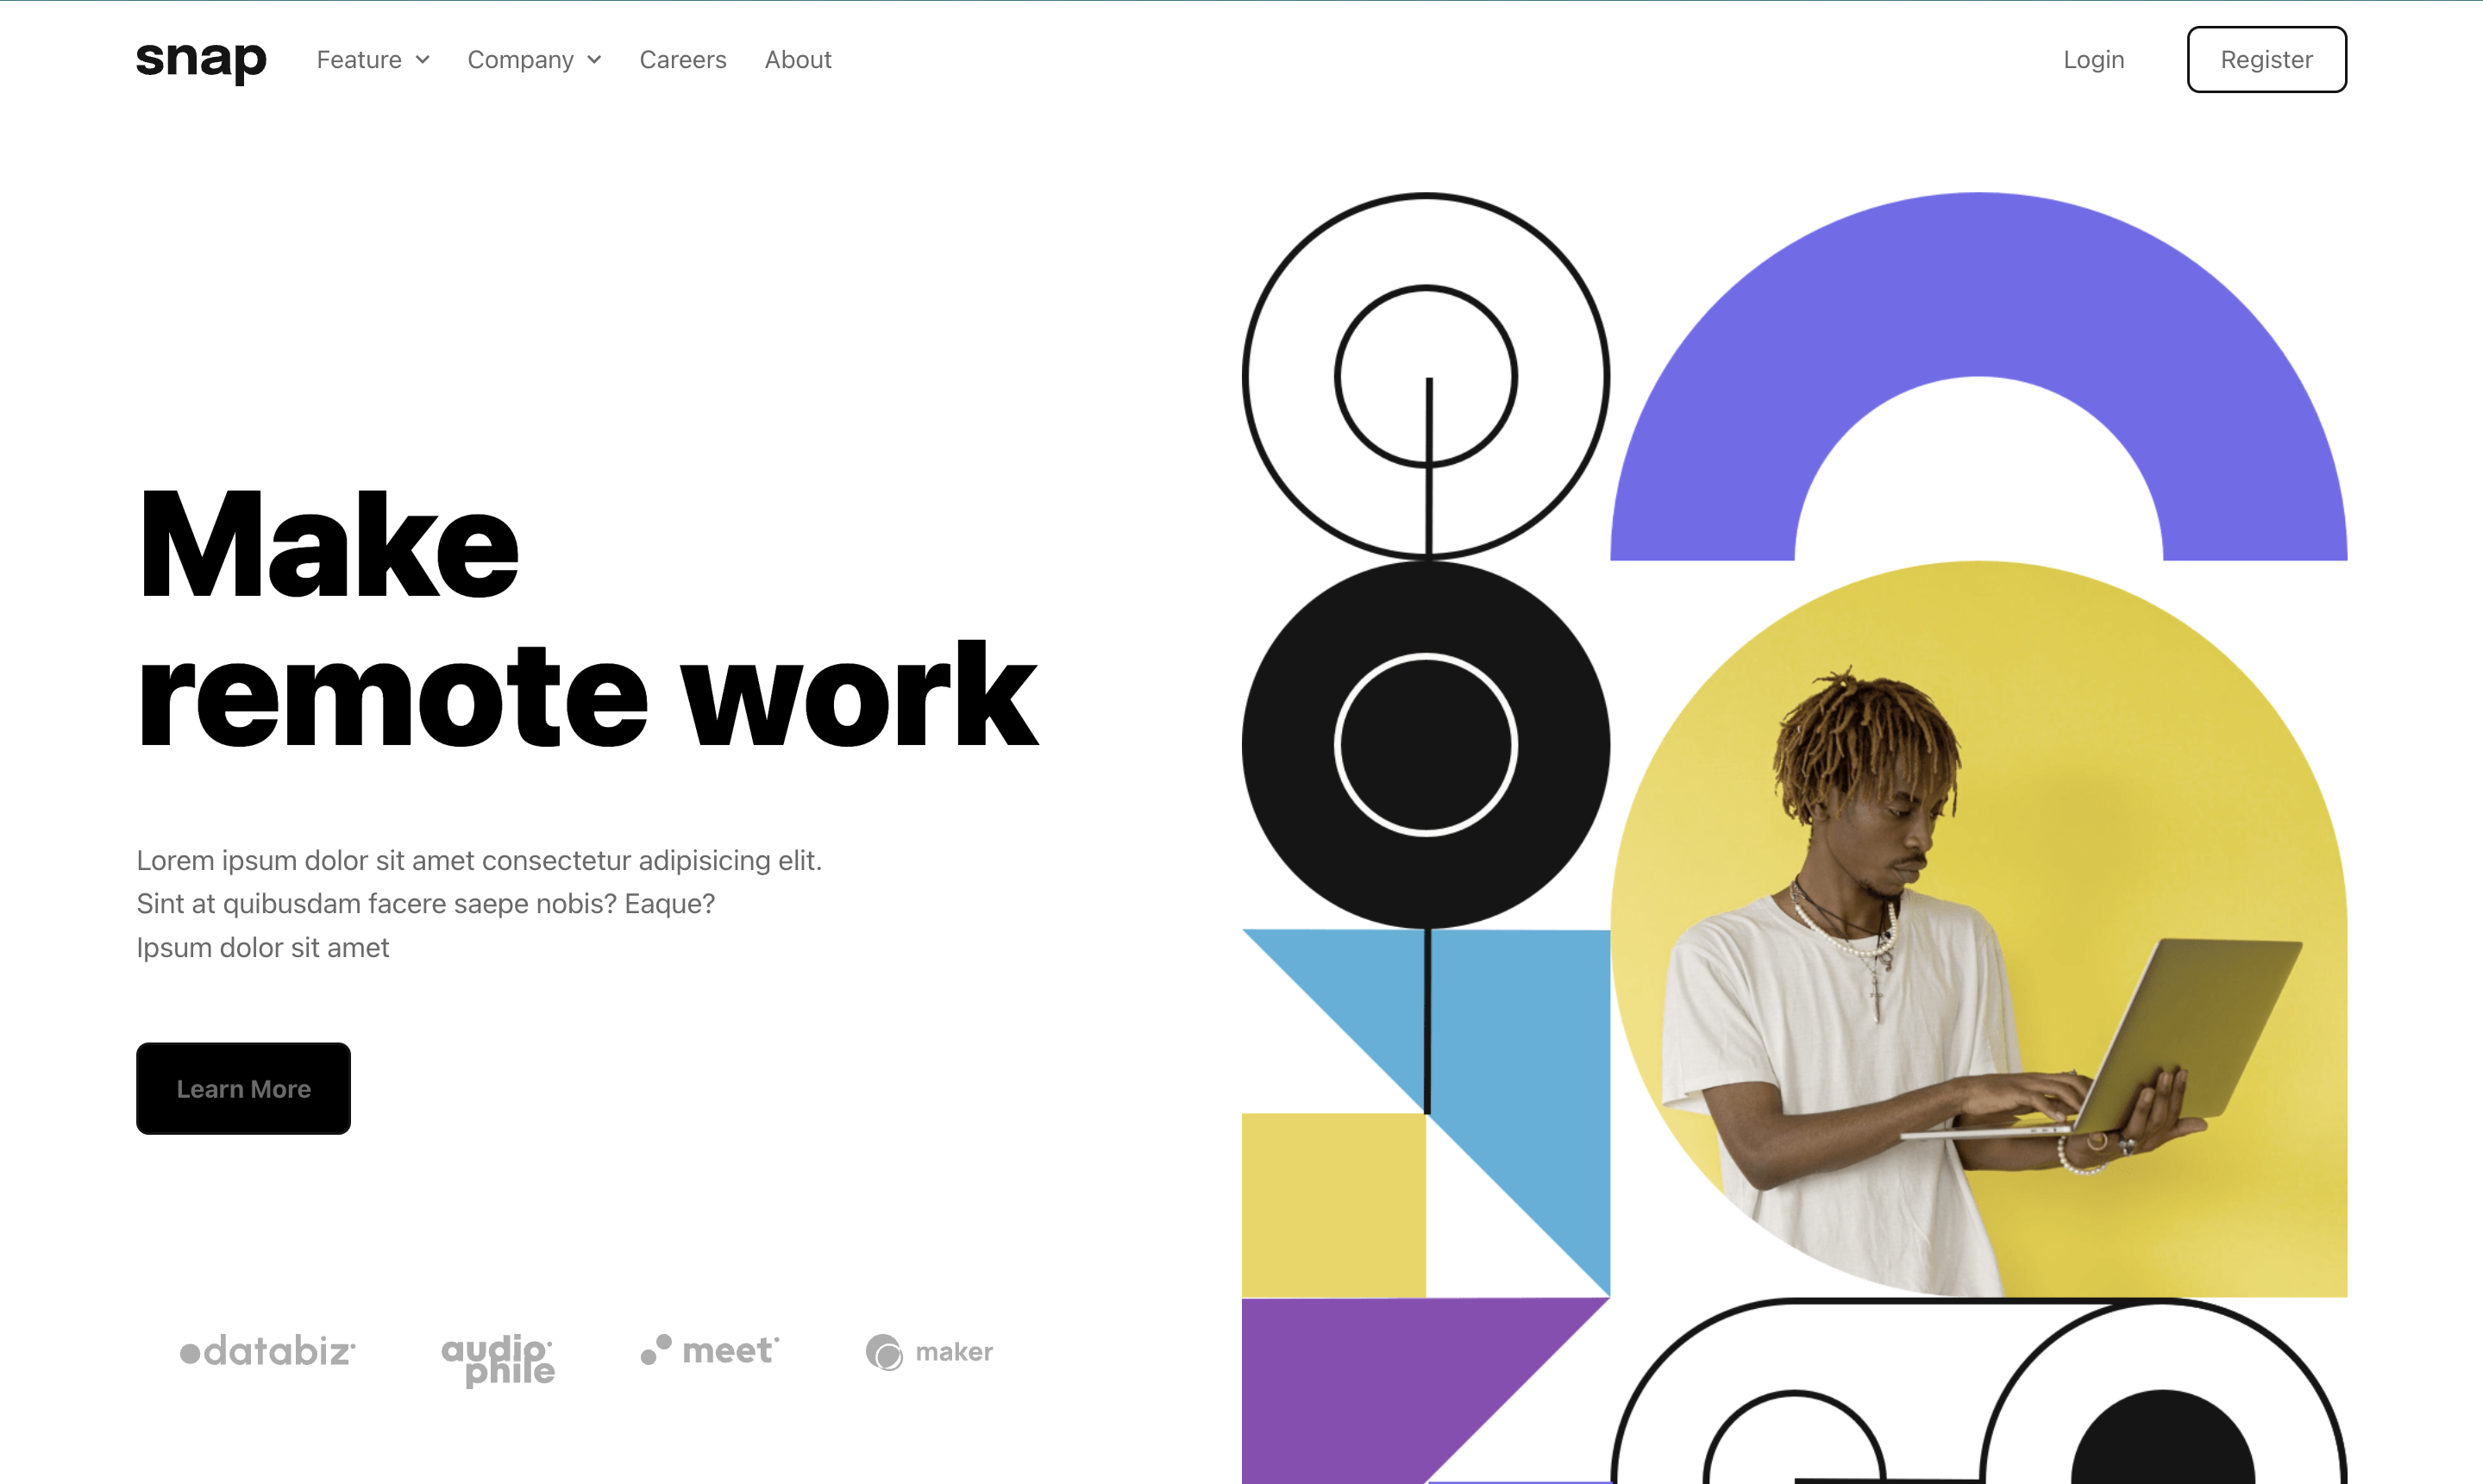 snap Feature Company Careers About Login Register
Make
remote work
Lorem ipsum dolor sit amet consectetur adipisicing elit.
Sint at quibusdam facere saepe nobis? Eaque?
Ipsum dolor sit amet
Learn More
databiz audiophile meet maker